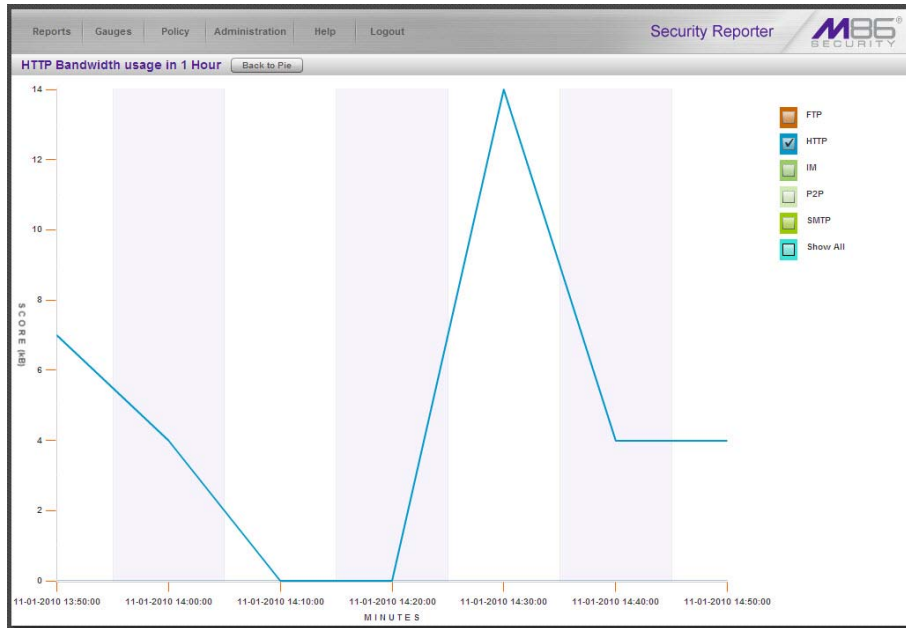 Reports Gauges Policy Administration Help Logout
Security Reporter
M86®
SECURITY
HTTP Bandwidth usage in 1 Hour
Back to Pie
14
12
10
8
6
4
2
0
SCORE (kB)
11-01-2010 13:50:00 11-01-2010 14:00:00 11-01-2010 14:10:00 11-01-2010 14:20:00 11-01-2010 14:30:00 11-01-2010 14:40:00 11-01-2010 14:50:00
MINUTES
FTP
HTTP
IM
P2P
SMTP
Show All